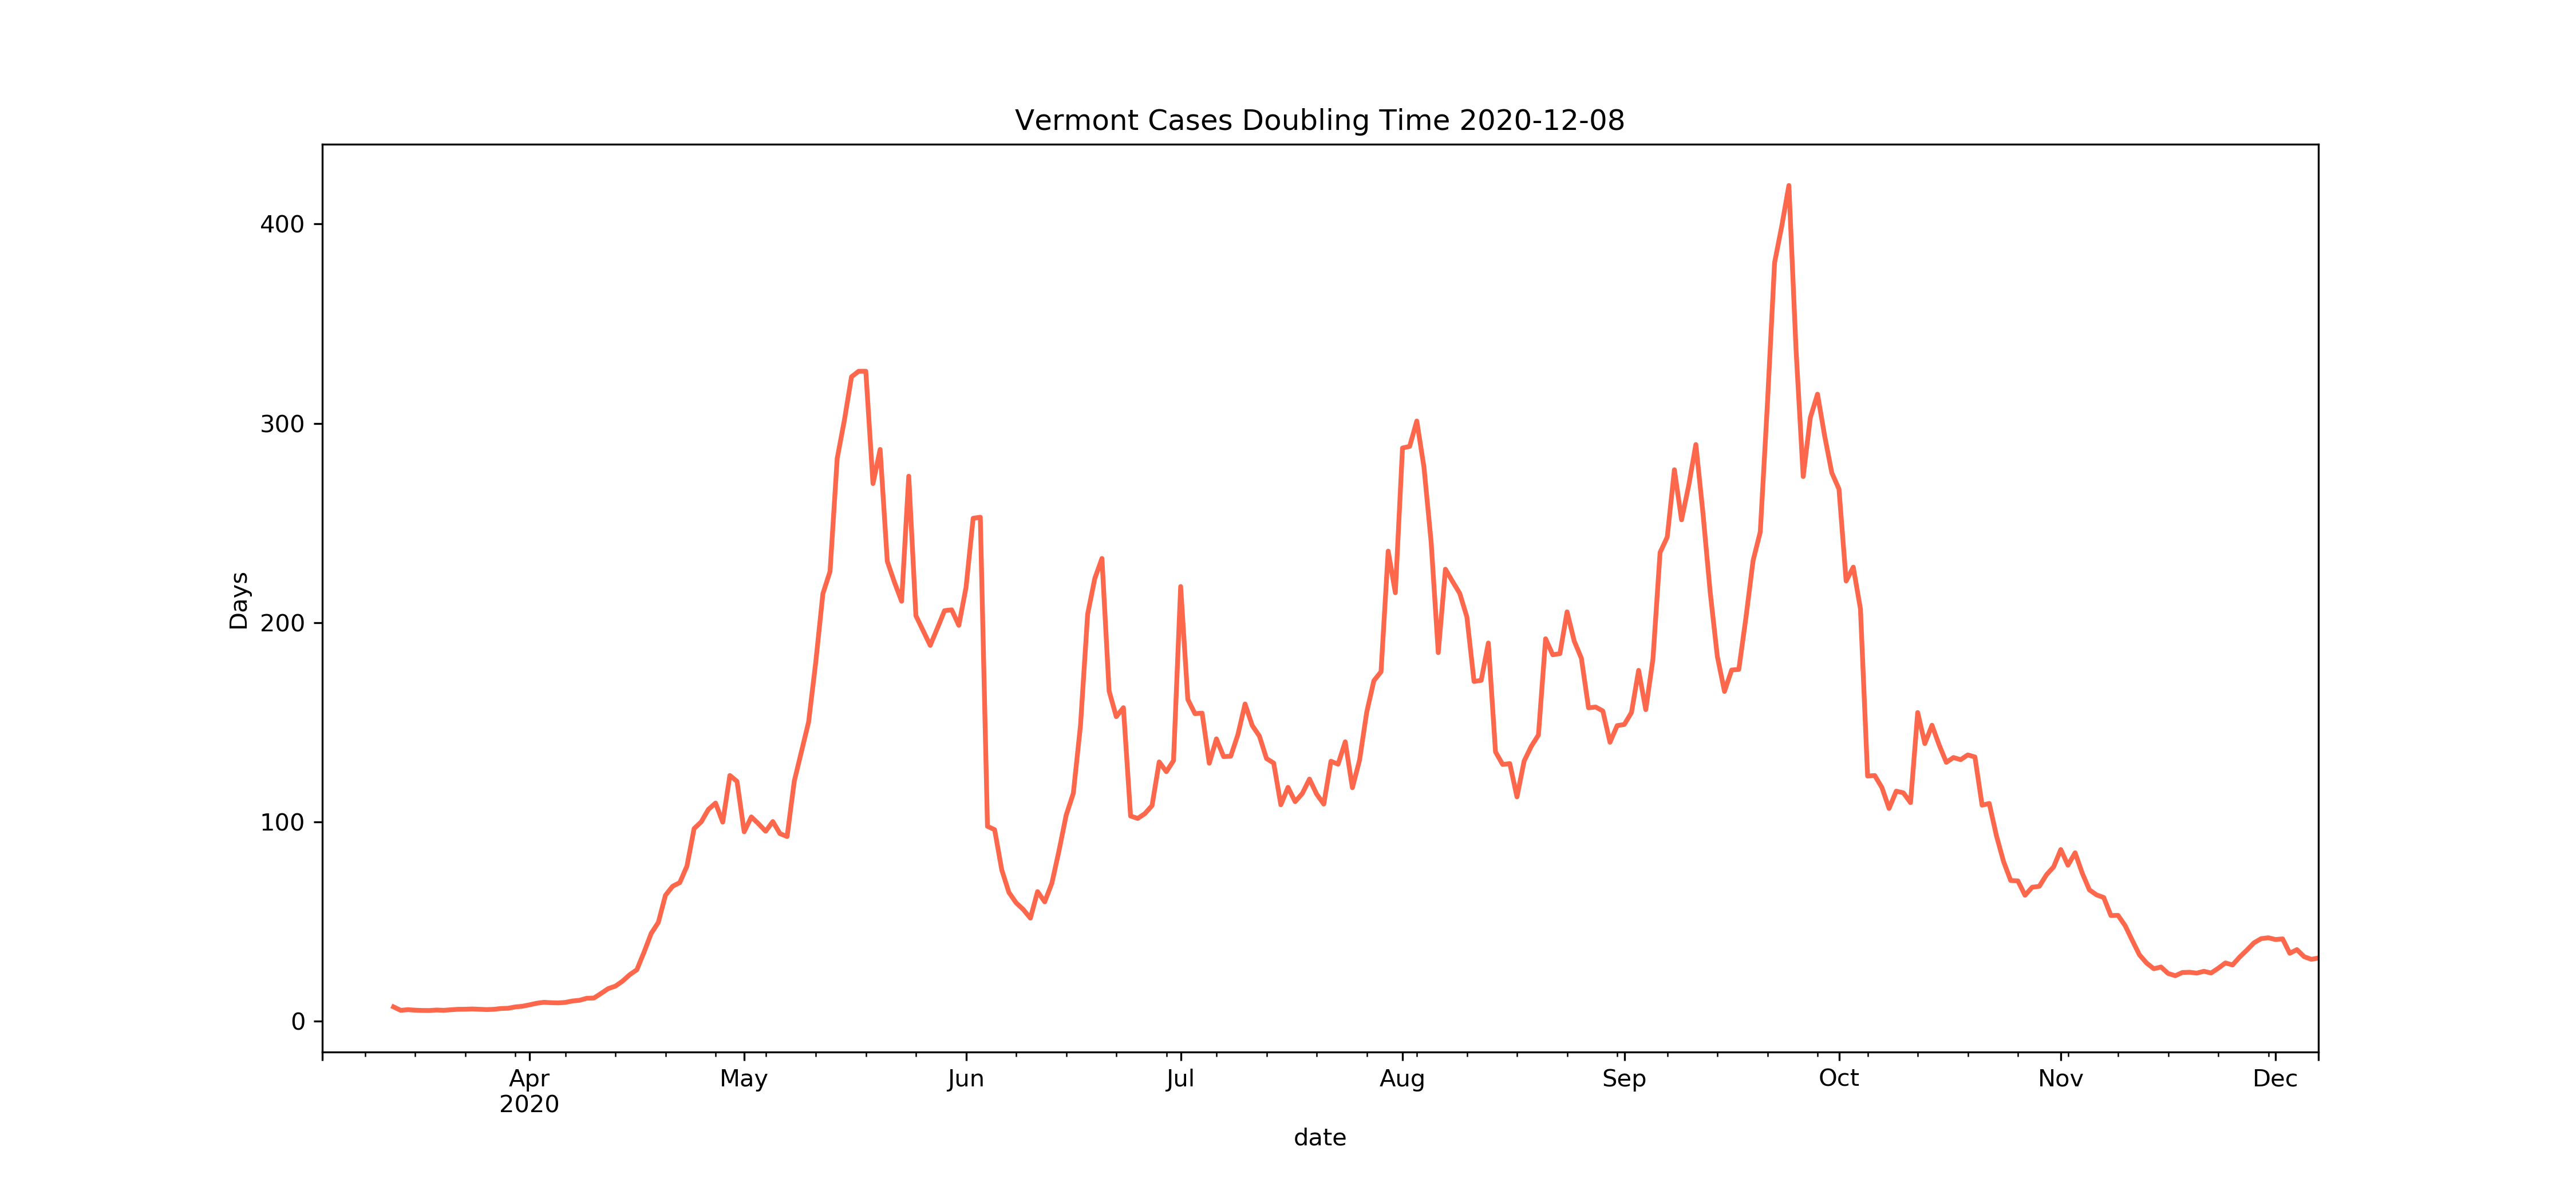 Vermont Cases Doubling Time 2020-12-08
400
300
200
100
0
Days
Apr May Jun Jul Aug Sep Oct Nov Dec
2020
date